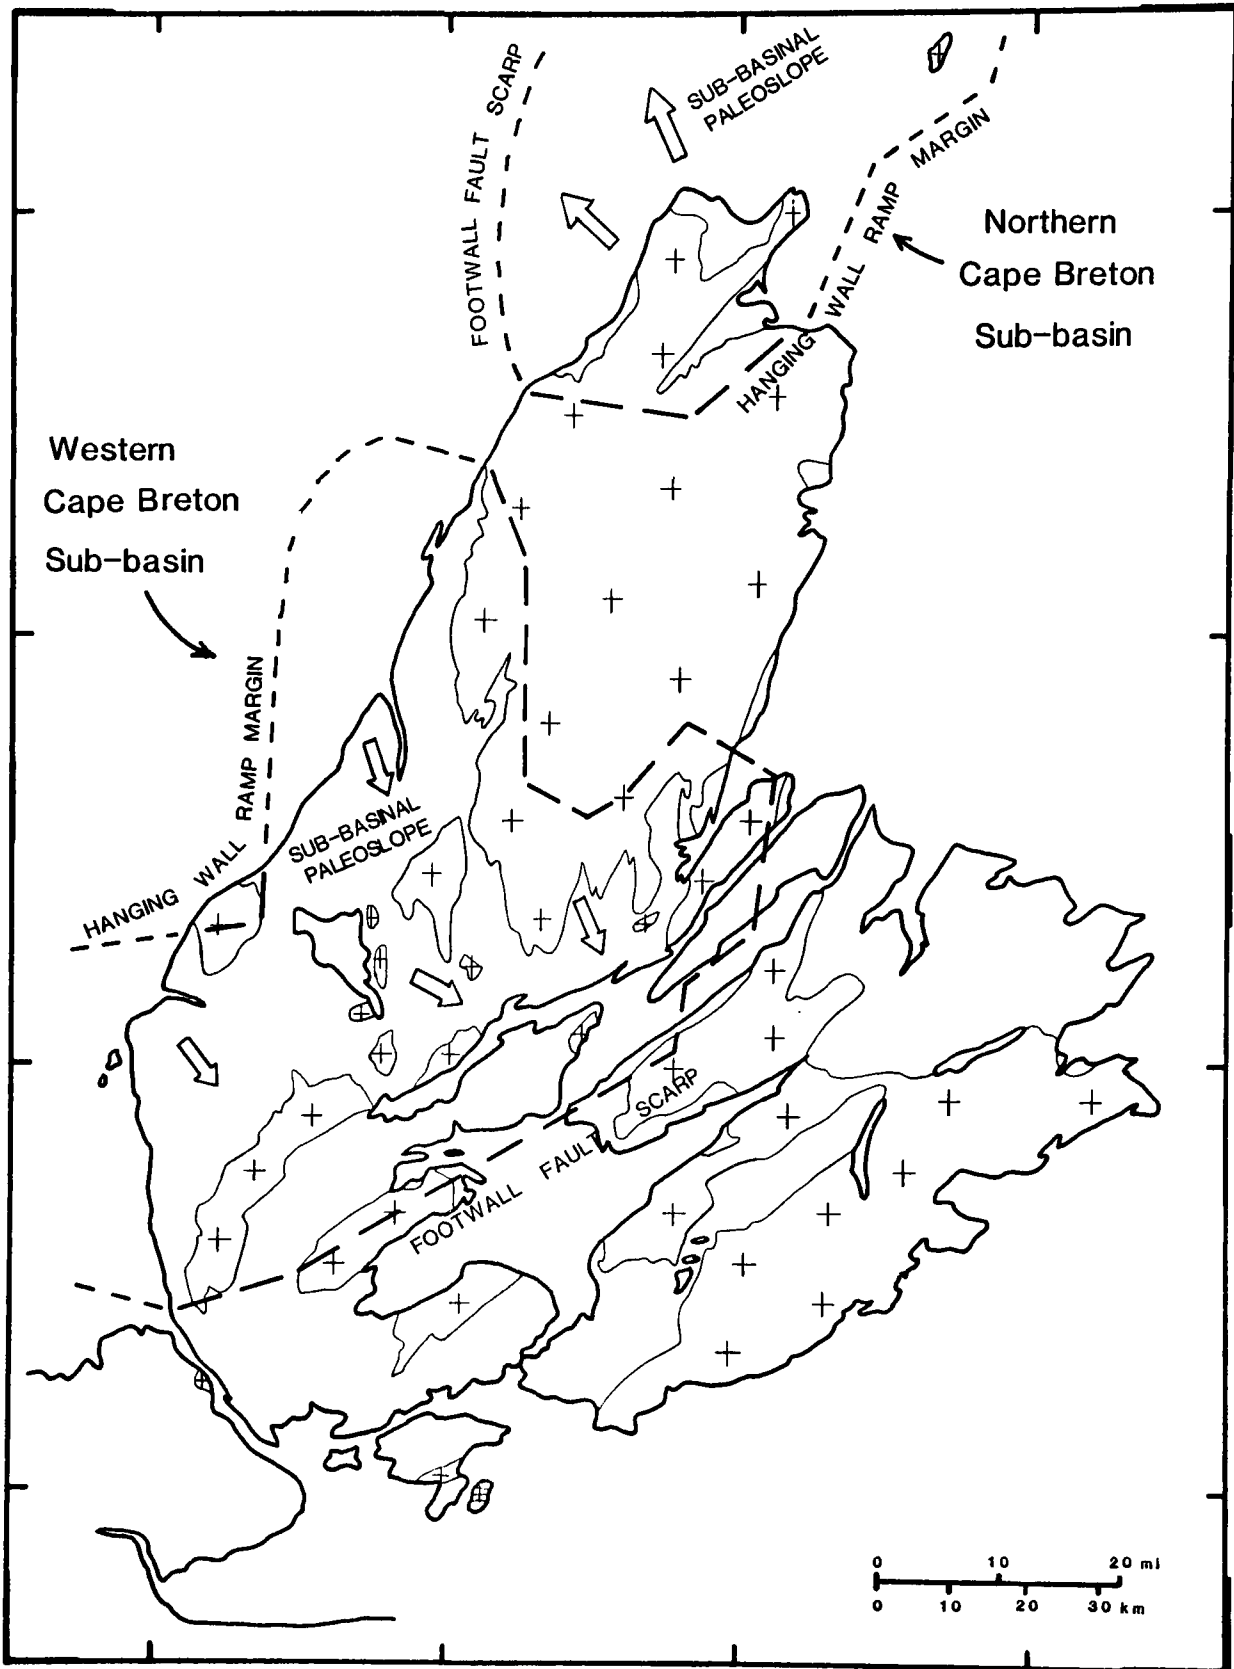 SUB-BASINAL
PALEOSLOPE
FOOTWALL FAULT SCARP
HANGING WALL RAMP MARGIN
Northern
Cape Breton
Sub-basin
Western
Cape Breton
Sub-basin
HANGING WALL RAMP MARGIN
SUB-BASINAL
PALEOSLOPE
FOOTWALL FAULT SCARP
0 10 20 mi
0 10 20 30 km